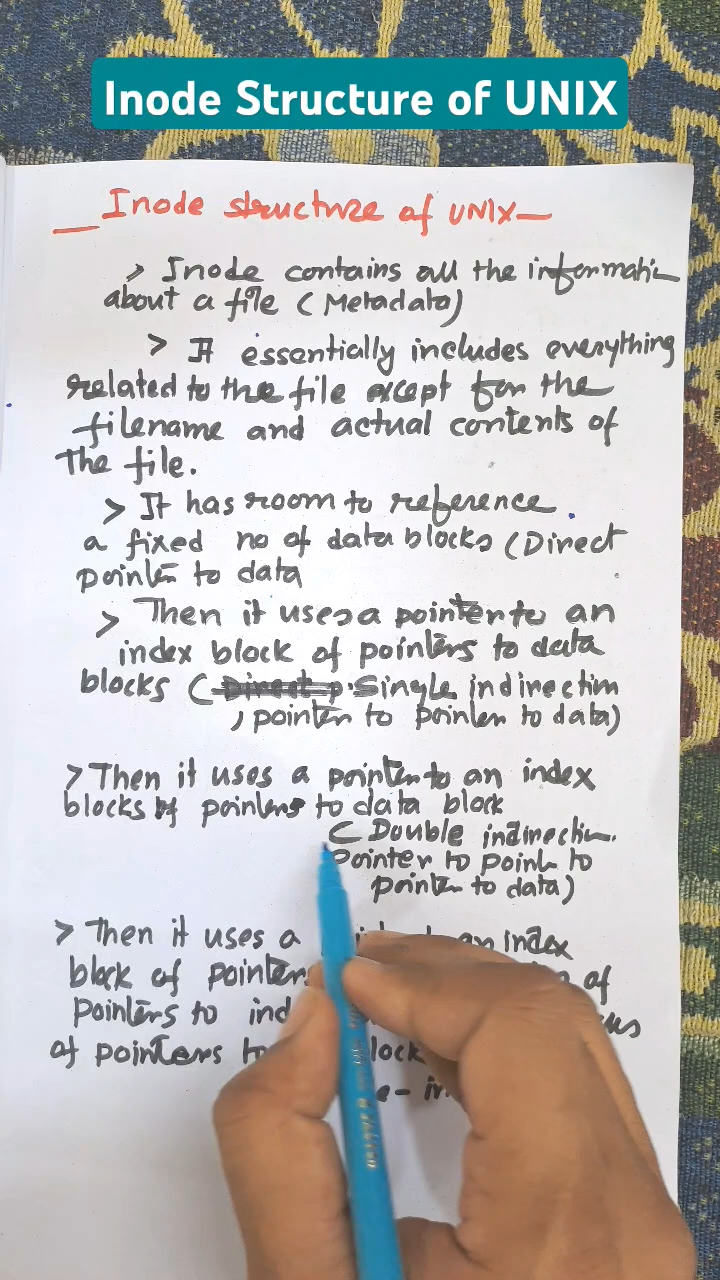 Inode Structure of UNIX
Inode structure of UNIX
> Inode contains all the information
about a file (Metadata)
> It essentially includes everything
related to the file except for the
filename and actual contents of
the file.
> It has room to reference
a fixed no of data blocks (Direct
pointer to data
> Then it uses a pointer to an
index block of pointers to data
blocks ( Single indirection
, pointer to pointer to data)
> Then it uses a pointer to an index
blocks of pointers to data block
( Double indirection.
pointer to point to
pointer to data)
> Then it uses a an index
block of pointers of
pointers to
of pointers to block